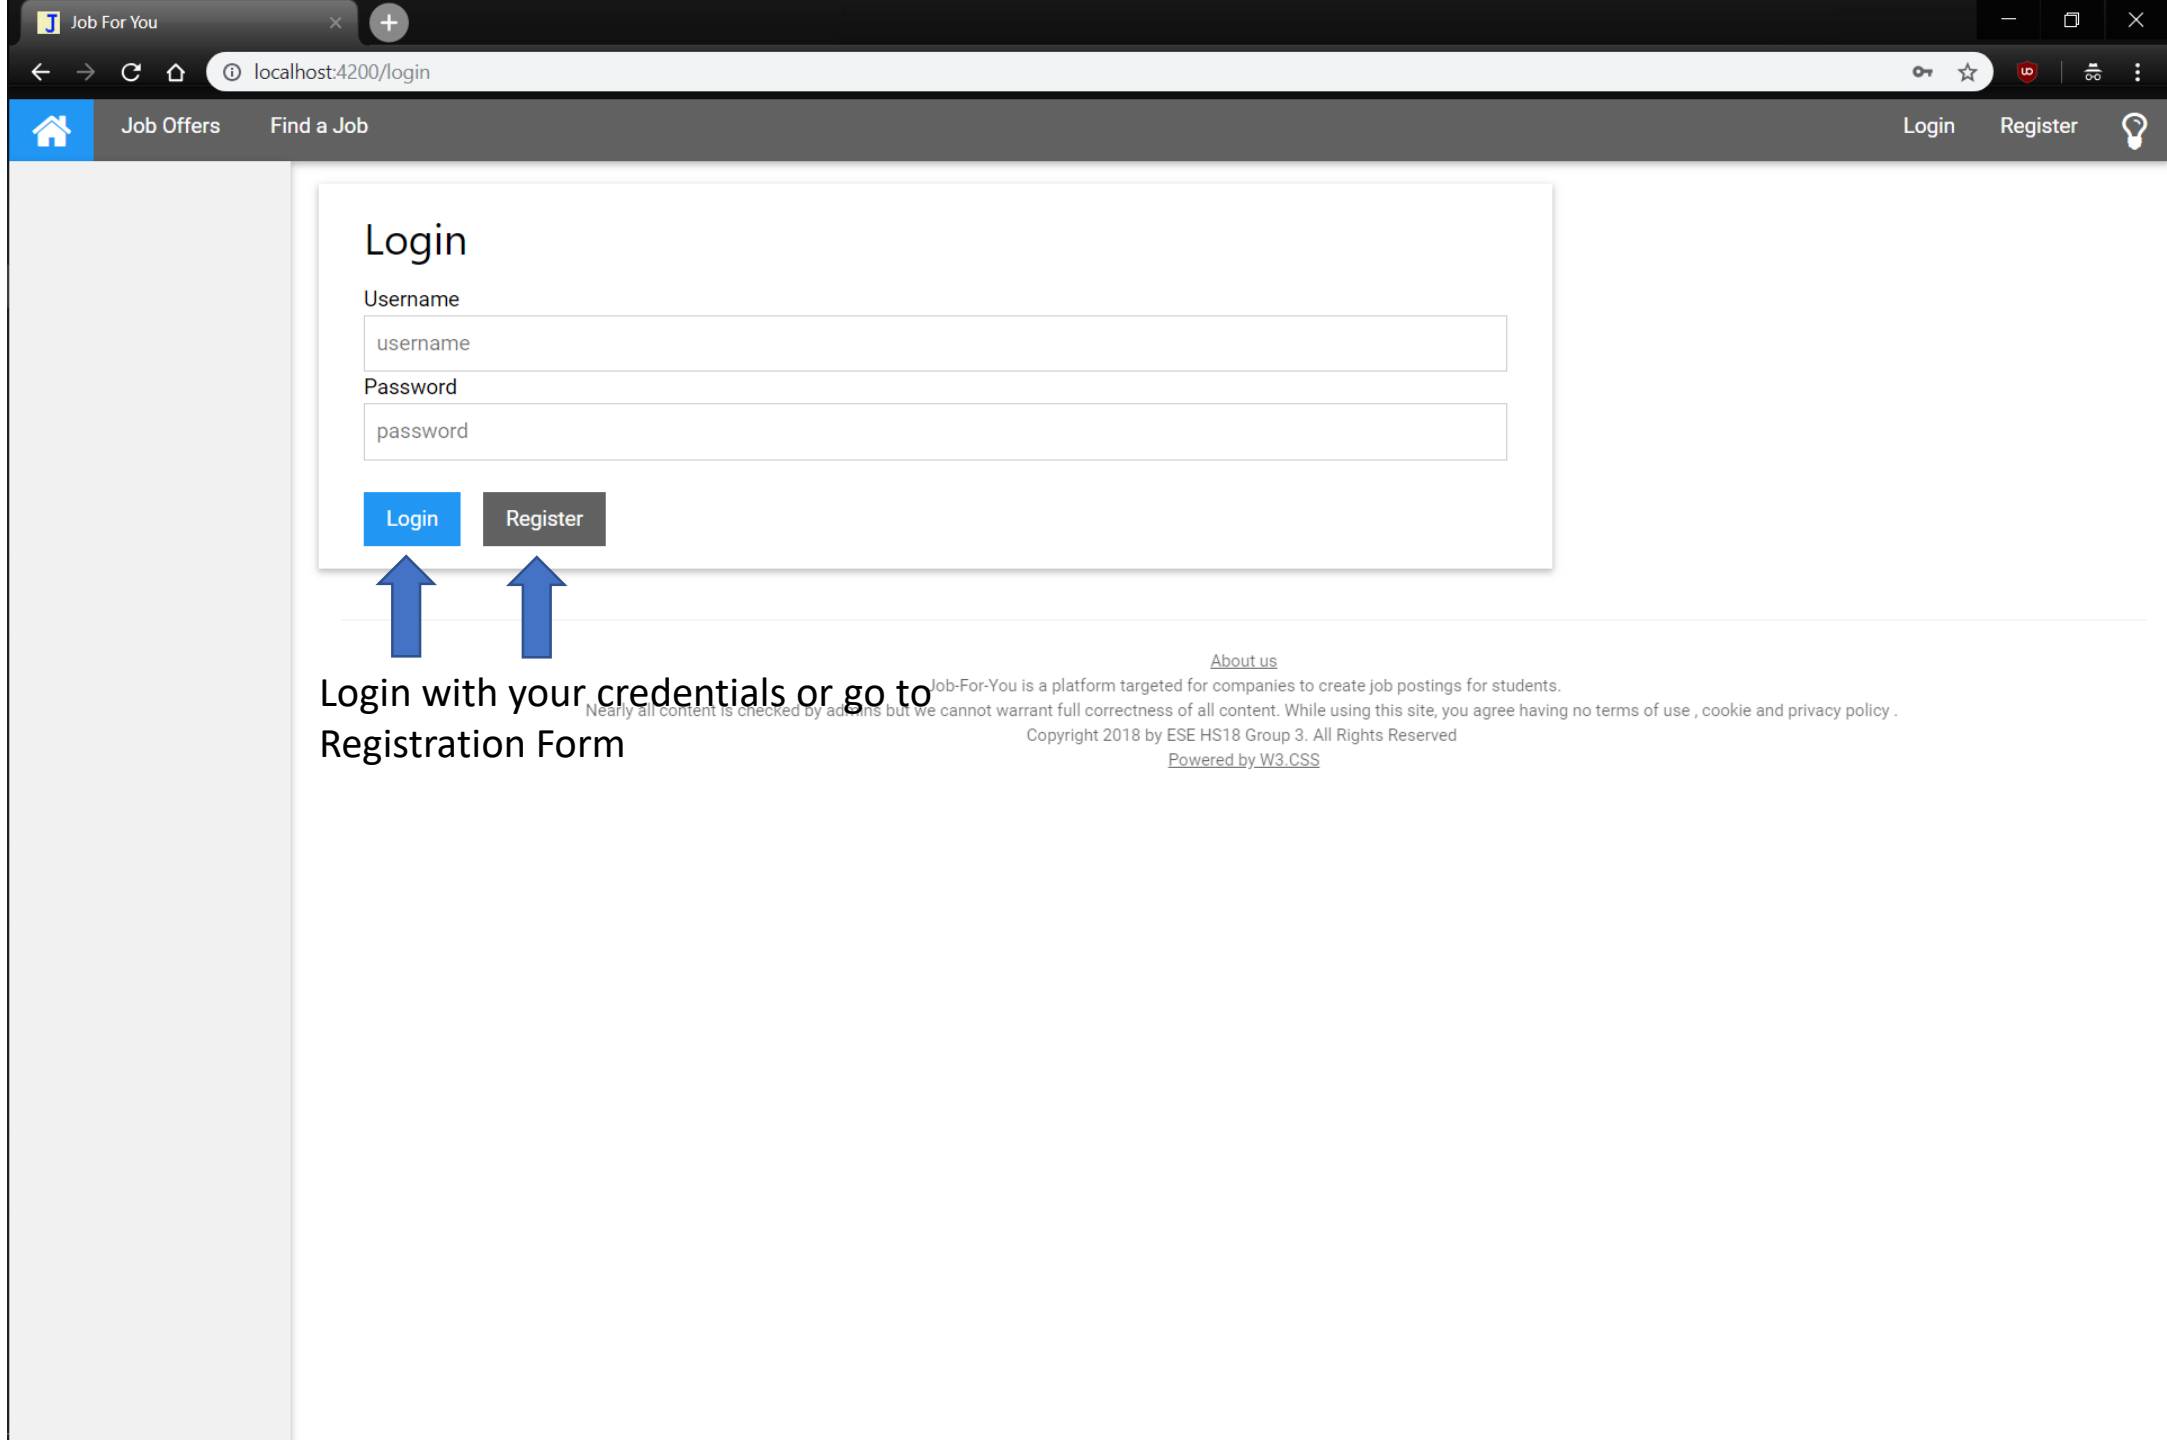 J Job For You
localhost:4200/login
Job Offers Find a Job Login Register
Login
Username
username
Password
password
Login Register
Login with your credentials or go to
Registration Form
About us
Job-For-You is a platform targeted for companies to create job postings for students.
Nearly all content is checked by admins but we cannot warrant full correctness of all content. While using this site, you agree having no terms of use , cookie and privacy policy .
Copyright 2018 by ESE HS18 Group 3. All Rights Reserved
Powered by W3.CSS